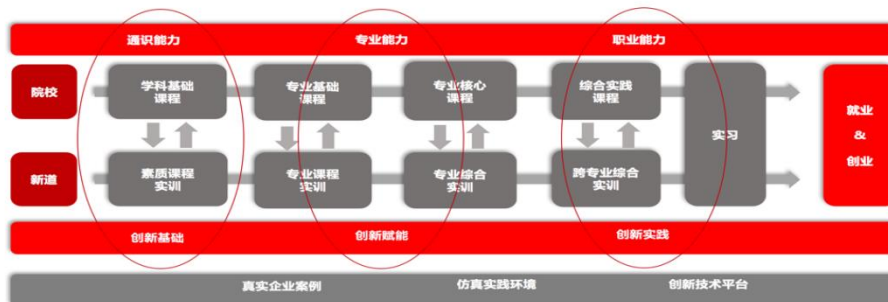 通识能力 专业能力 职业能力
院校
学科基础
课程
专业基础
课程
专业核心
课程
综合实践
课程
实习
就业
&
创业
新道
素质课程
实训
专业课程
实训
专业综合
实训
跨专业综合
实训
创新基础 创新赋能 创新实践
真实企业案例 仿真实践环境 创新技术平台